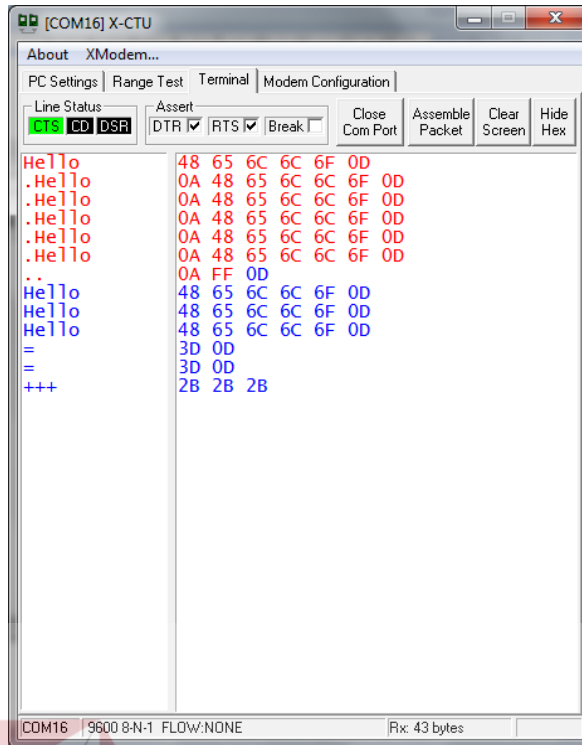 [COM16] X-CTU
About XModem...
PC Settings Range Test Terminal Modem Configuration
Line Status Assert
CTS CD DSR DTR RTS Break Close Com Port Assemble Packet Clear Screen Hide Hex
Hello 48 65 6C 6C 6F 0D
.Hello 0A 48 65 6C 6C 6F 0D
.Hello 0A 48 65 6C 6C 6F 0D
.Hello 0A 48 65 6C 6C 6F 0D
.Hello 0A 48 65 6C 6C 6F 0D
.Hello 0A 48 65 6C 6C 6F 0D
.. 0A FF 0D
Hello 48 65 6C 6C 6F 0D
Hello 48 65 6C 6C 6F 0D
Hello 48 65 6C 6C 6F 0D
= 3D 0D
= 3D 0D
+++ 2B 2B 2B
COM16 9600 8-N-1 FLOW:NONE Rx: 43 bytes